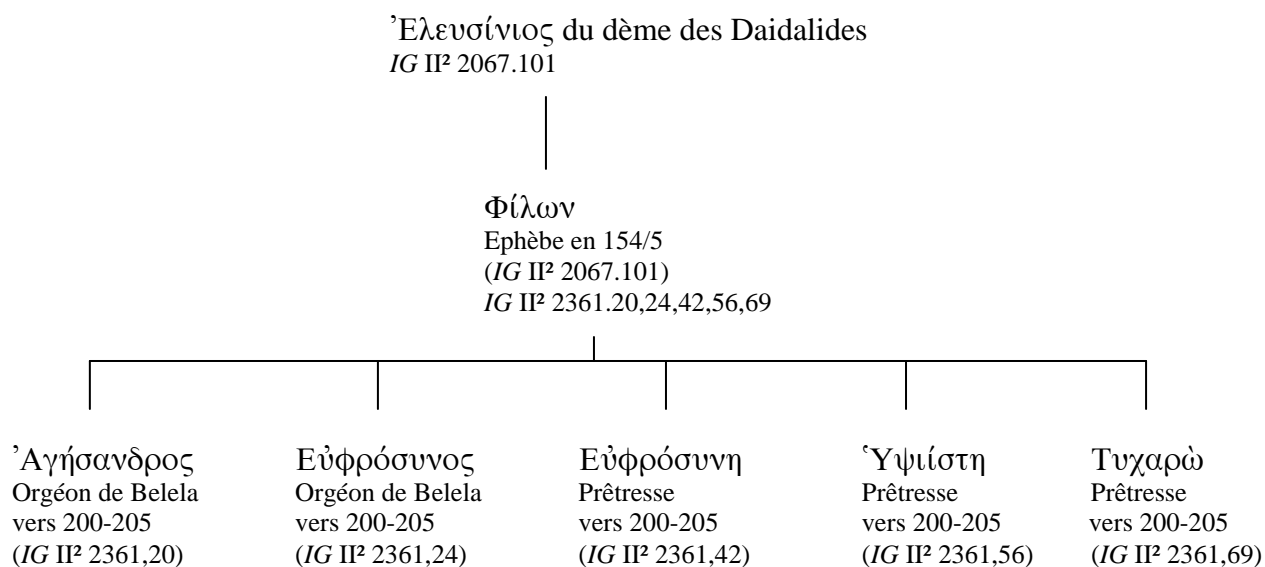 Ἐλευσίνιος du dème des Daidalides
IG II² 2067.101
Φίλων
Ephèbe en 154/5
(IG II² 2067.101)
IG II² 2361.20,24,42,56,69
Ἁγήσανδρος
Orgéon de Belela
vers 200-205
(IG II² 2361,20)
Εὐφρόσυνος
Orgéon de Belela
vers 200-205
(IG II² 2361,24)
Εὐφρόσυνη
Prêtresse
vers 200-205
(IG II² 2361,42)
Ὑψιίστη
Prêtresse
vers 200-205
(IG II² 2361,56)
Τυχαρὼ
Prêtresse
vers 200-205
(IG II² 2361,69)